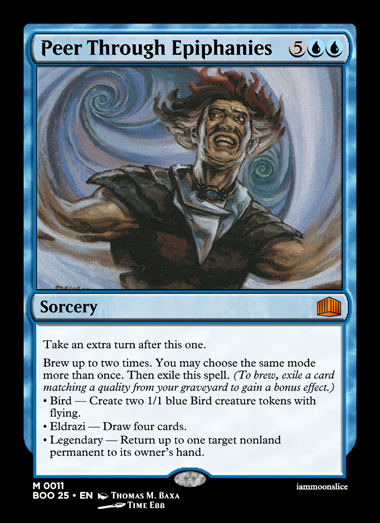 Peer Through Epiphanies 5
Sorcery
Take an extra turn after this one.
Brew up to two times. You may choose the same mode
more than once. Then exile this spell. (To brew, exile a card
matching a quality from your graveyard to gain a bonus effect.)
• Bird — Create two 1/1 blue Bird creature tokens with
flying.
• Eldrazi — Draw four cards.
• Legendary — Return up to one target nonland
permanent to its owner's hand.
M 0011
BOO 25 • EN Thomas M. Baxa
Time Ebb
iammoonslice